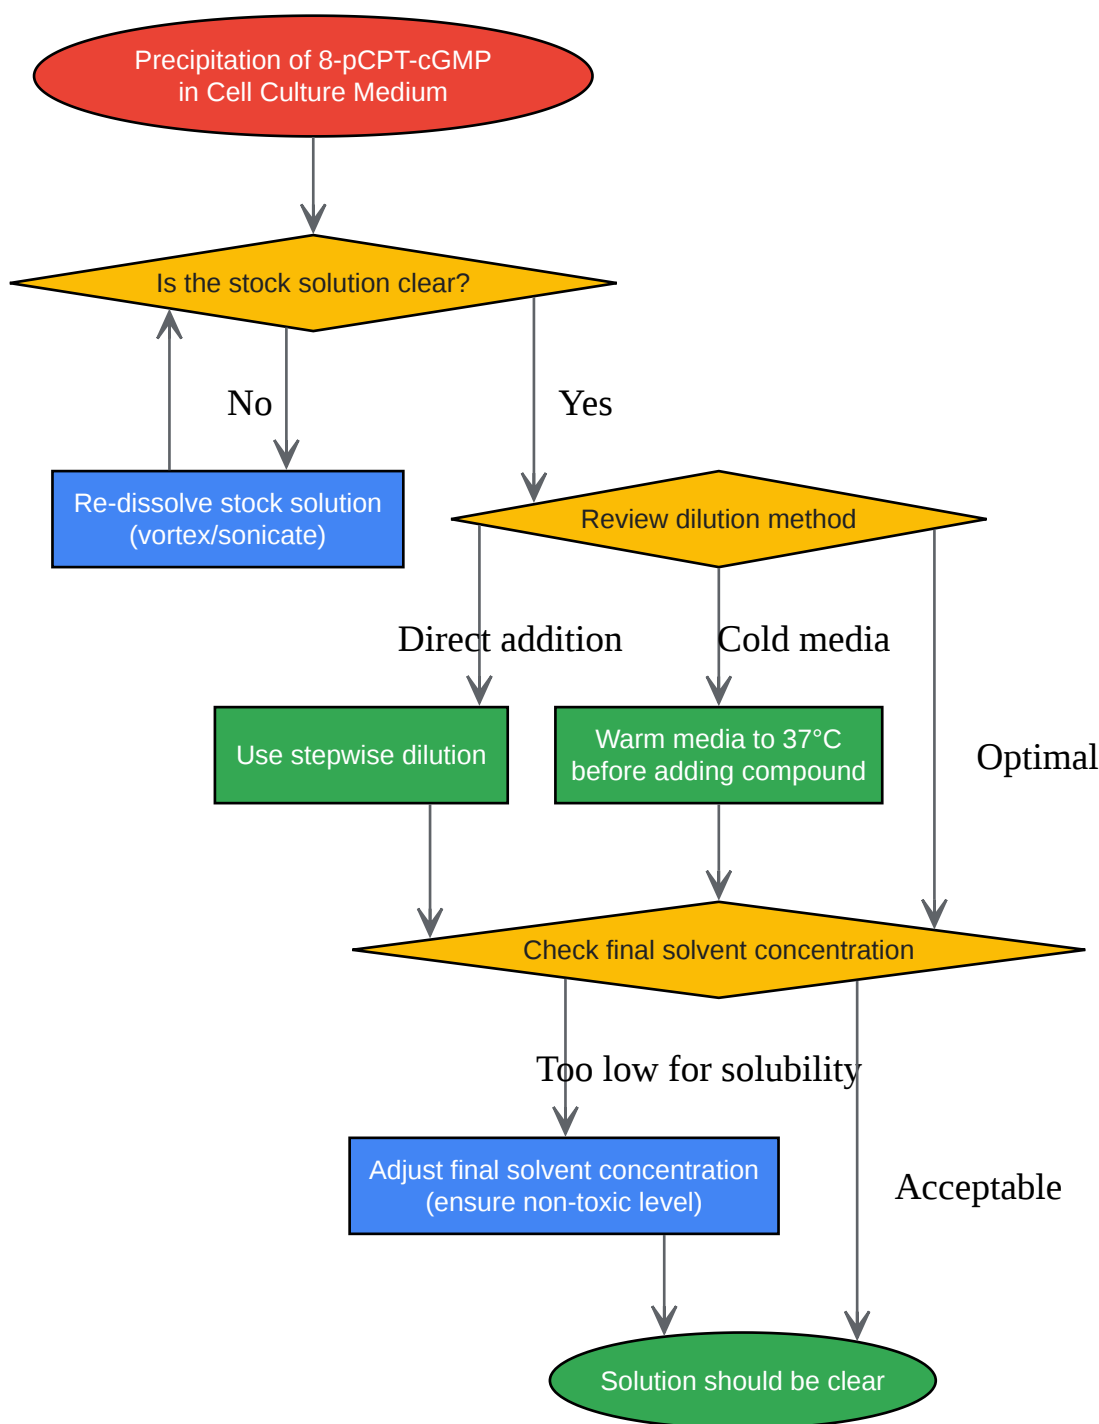 Precipitation of 8-pCPT-cGMP
in Cell Culture Medium
Is the stock solution clear?
No
Yes
Re-dissolve stock solution
(vortex/sonicate)
Review dilution method
Direct addition
Cold media
Optimal
Use stepwise dilution
Warm media to 37°C
before adding compound
Check final solvent concentration
Too low for solubility
Acceptable
Adjust final solvent concentration
(ensure non-toxic level)
Solution should be clear